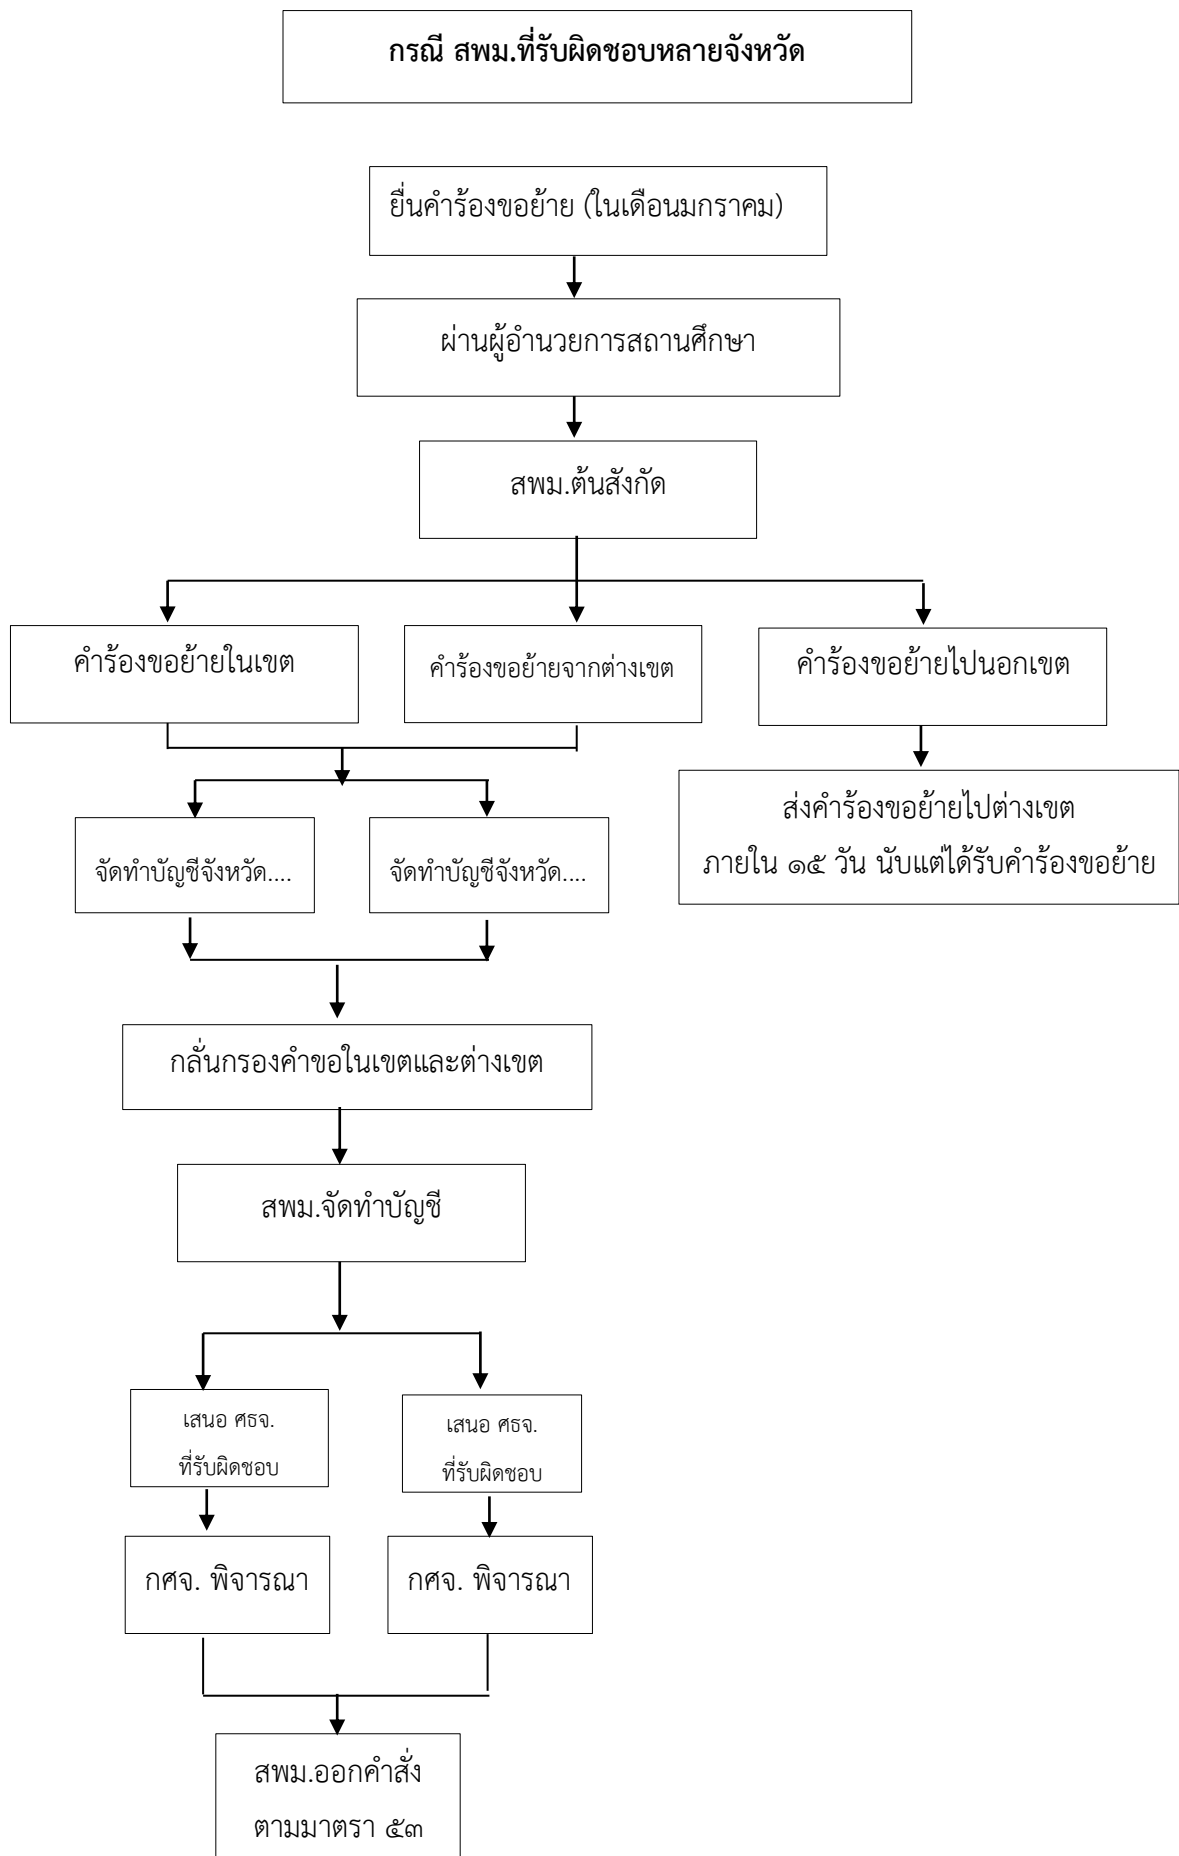 กรณี สพม.ที่รับผิดชอบหลายจังหวัด
ยื่นคำร้องขอย้าย (ในเดือนมกราคม)
ผ่านผู้อำนวยการสถานศึกษา
สพม.ต้นสังกัด
คำร้องขอย้ายในเขต
คำร้องขอย้ายจากต่างเขต
คำร้องขอย้ายไปนอกเขต
ส่งคำร้องขอย้ายไปต่างเขต
ภายใน ๑๕ วัน นับแต่ได้รับคำร้องขอย้าย
จัดทำบัญชีจังหวัด....
จัดทำบัญชีจังหวัด....
กลั่นกรองคำขอในเขตและต่างเขต
สพม.จัดทำบัญชี
เสนอ ศธจ.
ที่รับผิดชอบ
เสนอ ศธจ.
ที่รับผิดชอบ
กศจ. พิจารณา
กศจ. พิจารณา
สพม.ออกคำสั่ง
ตามมาตรา ๕๓